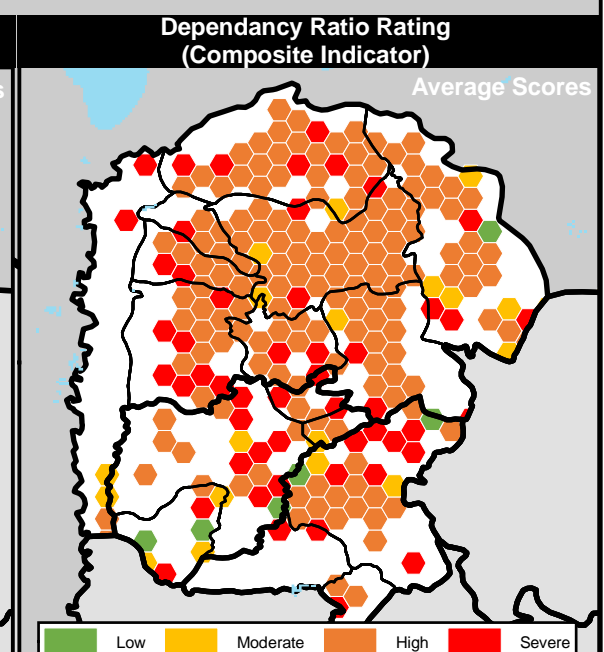 Dependancy Ratio Rating
(Composite Indicator)
s
Average Scores
Low Moderate High Severe